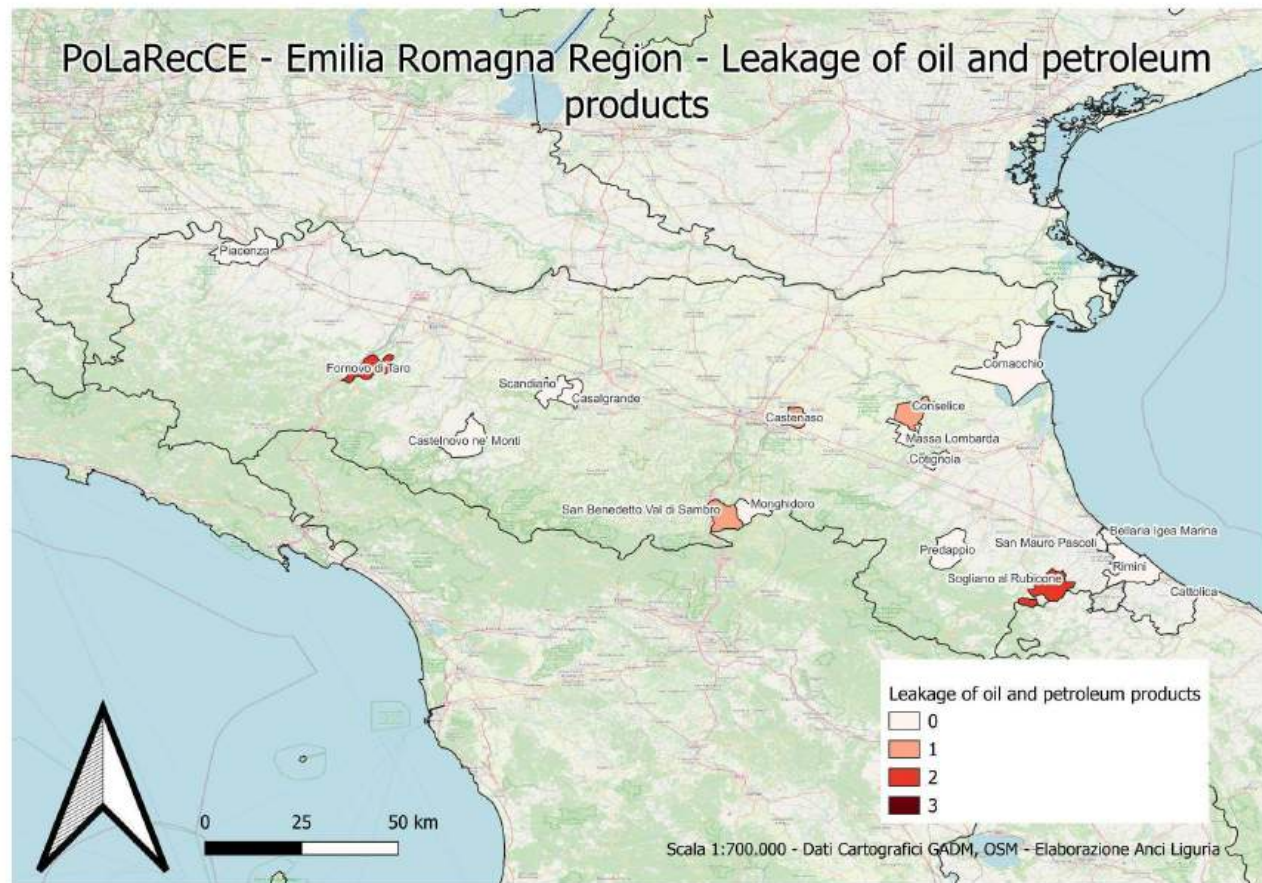 PoLaRecCE - Emilia Romagna Region - Leakage of oil and petroleum
products
Piacenza
Fornovo di Taro
Scandiano
Casalgrande
Castelnovo ne' Monti
Comacchio
Castenaso
Conselice
Massa Lombarda
Cotignola
San Benedetto Val di Sambro
Monghidoro
Bellaria Igea Marina
San Mauro Pascoli
Predappio
Rimini
Sogliano al Rubicone
Cattolica
Leakage of oil and petroleum products
0
1
2
3
0 25 50 km
Scala 1:700.000 - Dati Cartografici GADM, OSM - Elaborazione Anci Liguria